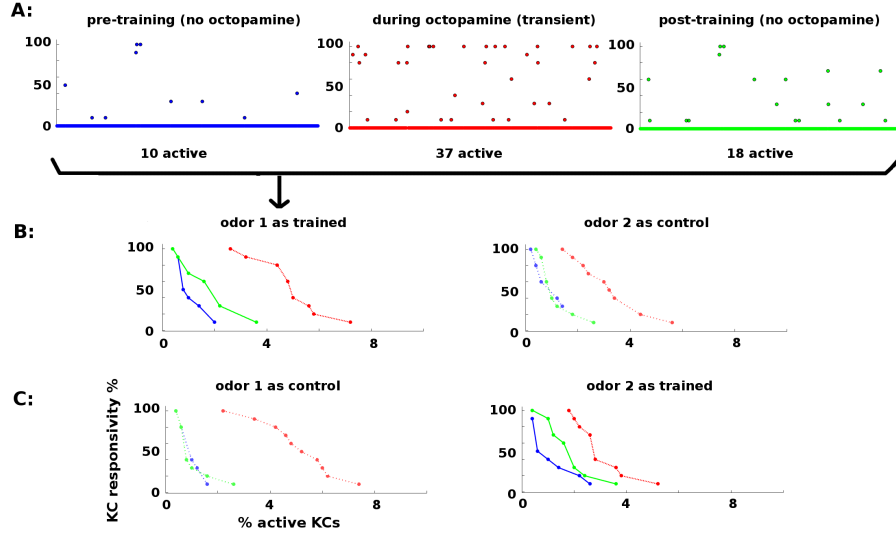 A:
pre-training (no octopamine)
during octopamine (transient)
post-training (no octopamine)
100
50
0
100
50
0
100
50
0
10 active
37 active
18 active
B:
odor 1 as trained
odor 2 as control
100
50
0
0 4 8
100
50
0
0 4 8
C:
odor 1 as control
odor 2 as trained
KC responsivity %
100
50
0
0 4 8
100
50
0
0 4 8
% active KCs